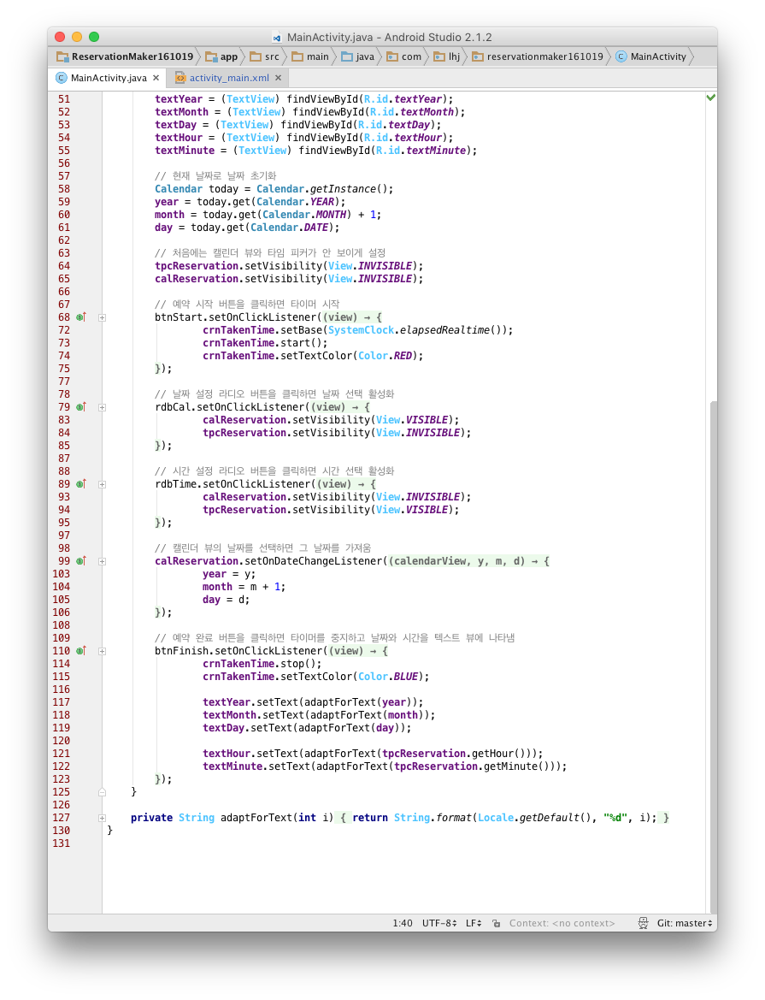 MainActivity.java - Android Studio 2.1.2
ReservationMaker161019 app src main java com lhj reservationmaker161019 MainActivity
MainActivity.java × activity_main.xml ×
51 textYear = (TextView) findViewById(R.id.textYear);
52 textMonth = (TextView) findViewById(R.id.textMonth);
53 textDay = (TextView) findViewById(R.id.textDay);
54 textHour = (TextView) findViewById(R.id.textHour);
55 textMinute = (TextView) findViewById(R.id.textMinute);
56
57 // 현재 날짜로 날짜 초기화
58 Calendar today = Calendar.getInstance();
59 year = today.get(Calendar.YEAR);
60 month = today.get(Calendar.MONTH) + 1;
61 day = today.get(Calendar.DATE);
62
63 // 처음에는 캘린더 뷰와 타임 피커가 안 보이게 설정
64 tpcReservation.setVisibility(View.INVISIBLE);
65 calReservation.setVisibility(View.INVISIBLE);
66
67 // 예약 시작 버튼을 클릭하면 타이머 시작
68 btnStart.setOnClickListener((view) → {
72 crnTakenTime.setBase(SystemClock.elapsedRealtime());
73 crnTakenTime.start();
74 crnTakenTime.setTextColor(Color.RED);
75 });
77
78 // 날짜 설정 라디오 버튼을 클릭하면 날짜 선택 활성화
79 rdbCal.setOnClickListener((view) → {
83 calReservation.setVisibility(View.VISIBLE);
84 tpcReservation.setVisibility(View.INVISIBLE);
85 });
87
88 // 시간 설정 라디오 버튼을 클릭하면 시간 선택 활성화
89 rdbTime.setOnClickListener((view) → {
93 calReservation.setVisibility(View.INVISIBLE);
94 tpcReservation.setVisibility(View.VISIBLE);
95 });
97
98 // 캘린더 뷰의 날짜를 선택하면 그 날짜를 가져움
99 calReservation.setOnDateChangeListener((calendarView, y, m, d) → {
103 year = y;
104 month = m + 1;
105 day = d;
106 });
108
109 // 예약 완료 버튼을 클릭하면 타이머를 중지하고 날짜와 시간을 텍스트 뷰에 나타냄
110 btnFinish.setOnClickListener((view) → {
114 crnTakenTime.stop();
115 crnTakenTime.setTextColor(Color.BLUE);
116
117 textYear.setText(adaptForText(year));
118 textMonth.setText(adaptForText(month));
119 textDay.setText(adaptForText(day));
120
121 textHour.setText(adaptForText(tpcReservation.getHour()));
122 textMinute.setText(adaptForText(tpcReservation.getMinute()));
123 });
125 }
126
127 private String adaptForText(int i) { return String.format(Locale.getDefault(), "%d", i); }
130 }
131
1:40 UTF-8 LF Context: <no context> Git: master